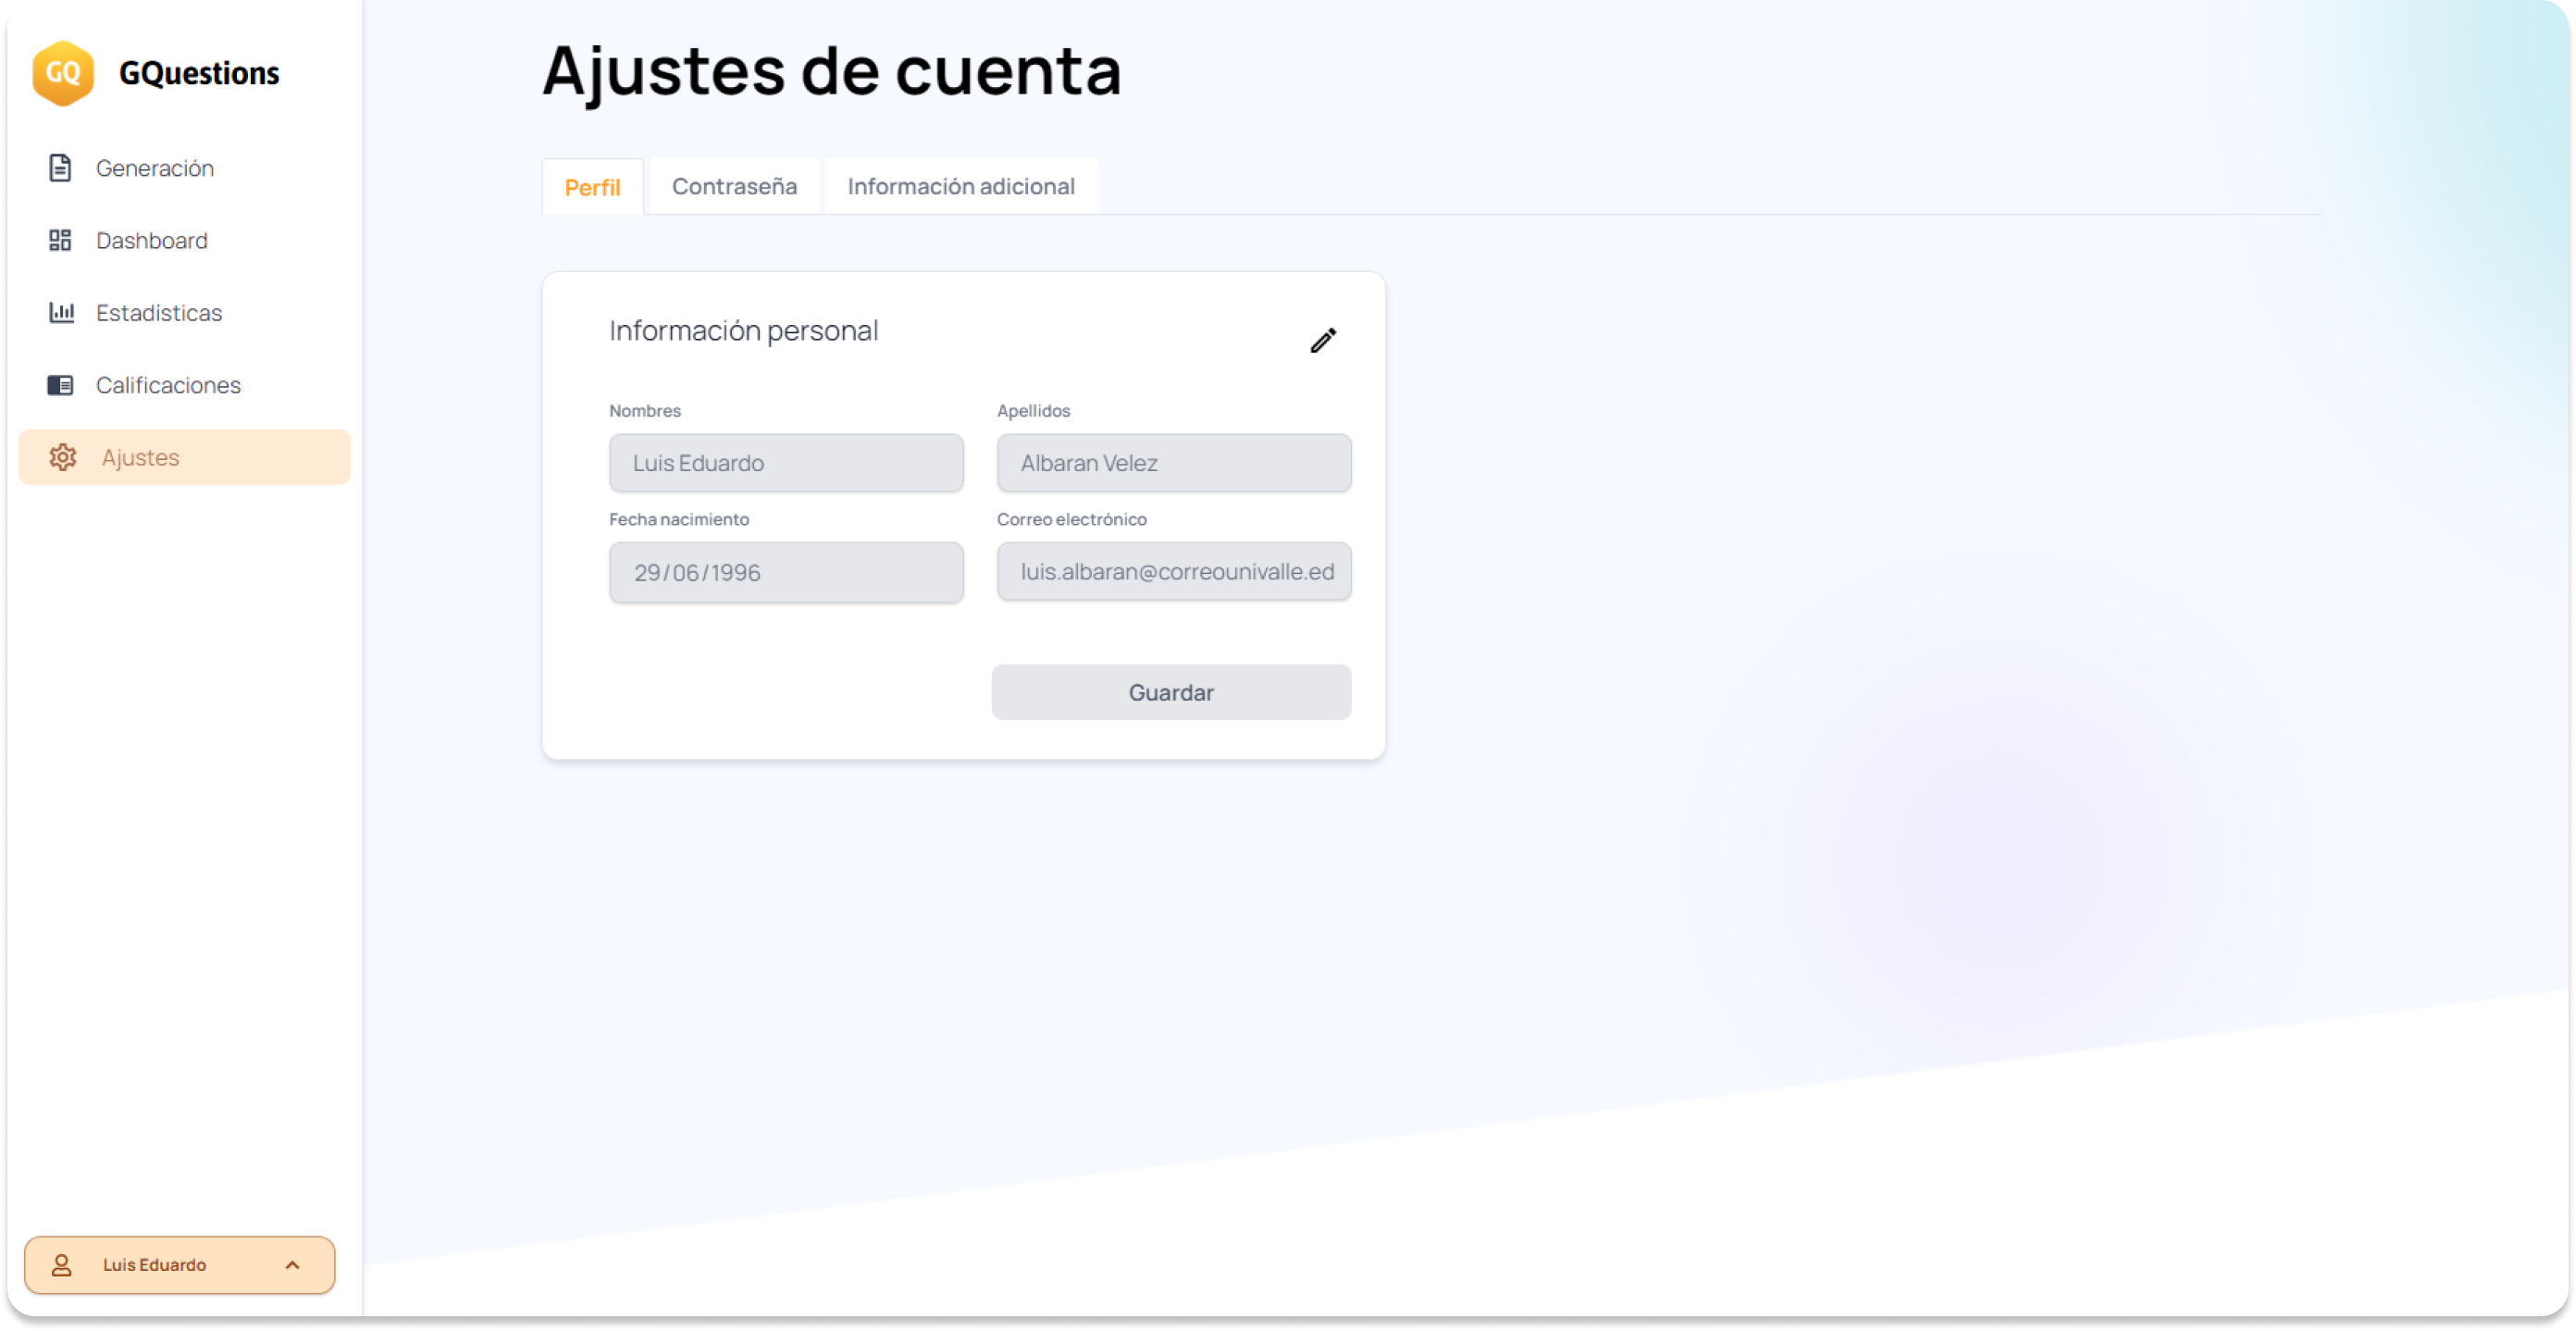 GQ
GQuestions
Generación
Dashboard
Estadísticas
Calificaciones
Ajustes
Luis Eduardo
Ajustes de cuenta
Perfil
Contraseña
Información adicional
Información personal
Nombres
Apellidos
Luis Eduardo
Albaran Velez
Fecha nacimiento
Correo electrónico
29/06/1996
luis.albaran@correounivalle.ed
Guardar